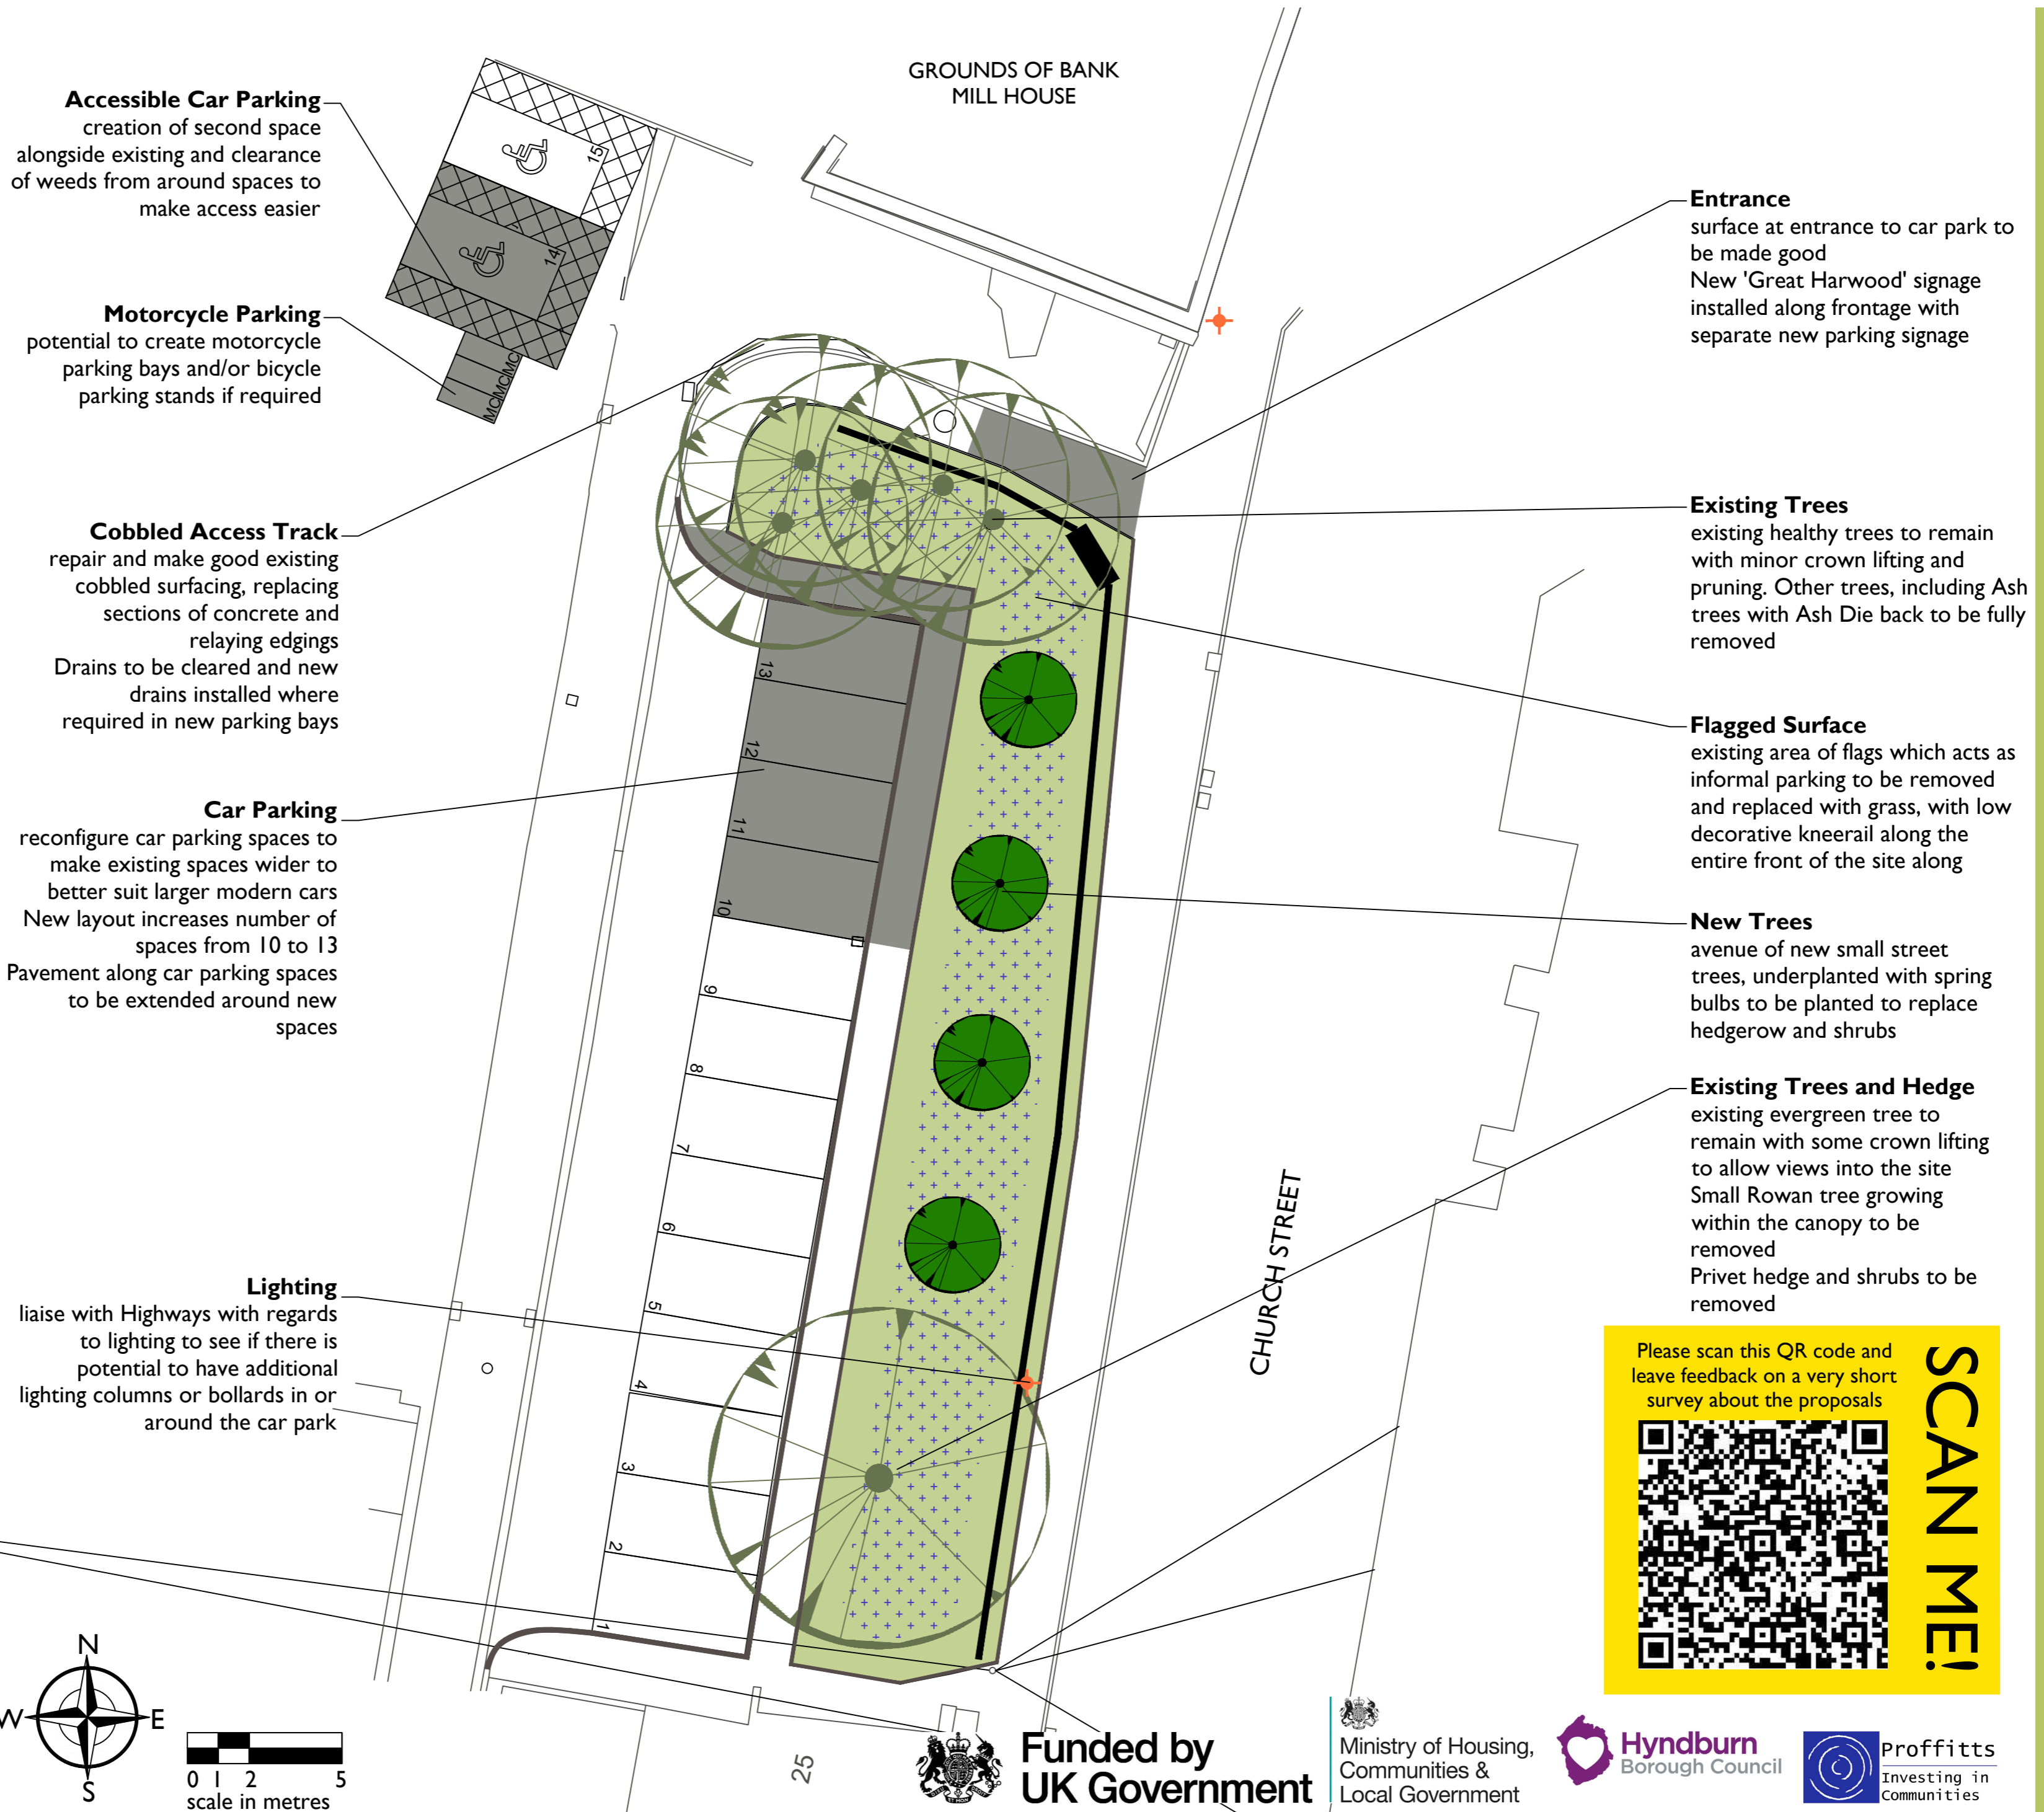 GROUNDS OF BANK
MILL HOUSE
Accessible Car Parking
creation of second space
alongside existing and clearance
of weeds from around spaces to
make access easier
Motorcycle Parking
potential to create motorcycle
parking bays and/or bicycle
parking stands if required
Cobbled Access Track
repair and make good existing
cobbled surfacing, replacing
sections of concrete and
relaying edgings
Drains to be cleared and new
drains installed where
required in new parking bays
Car Parking
reconfigure car parking spaces to
make existing spaces wider to
better suit larger modern cars
New layout increases number of
spaces from 10 to 13
Pavement along car parking spaces
to be extended around new
spaces
Lighting
liaise with Highways with regards
to lighting to see if there is
potential to have additional
lighting columns or bollards in or
around the car park
15
14
MC
MC
MC
13
12
11
10
9
8
7
6
5
4
3
2
1
CHURCH STREET
25
Entrance
surface at entrance to car park to
be made good
New 'Great Harwood' signage
installed along frontage with
separate new parking signage
Existing Trees
existing healthy trees to remain
with minor crown lifting and
pruning. Other trees, including Ash
trees with Ash Die back to be fully
removed
Flagged Surface
existing area of flags which acts as
informal parking to be removed
and replaced with grass, with low
decorative kneerail along the
entire front of the site along
New Trees
avenue of new small street
trees, underplanted with spring
bulbs to be planted to replace
hedgerow and shrubs
Existing Trees and Hedge
existing evergreen tree to
remain with some crown lifting
to allow views into the site
Small Rowan tree growing
within the canopy to be
removed
Privet hedge and shrubs to be
removed
Please scan this QR code and
leave feedback on a very short
survey about the proposals
SCAN ME!
N
W
E
S
0 1 2 5
scale in metres
Funded by
UK Government
Ministry of Housing,
Communities &
Local Government
Hyndburn
Borough Council
Proffitts
Investing in
Communities